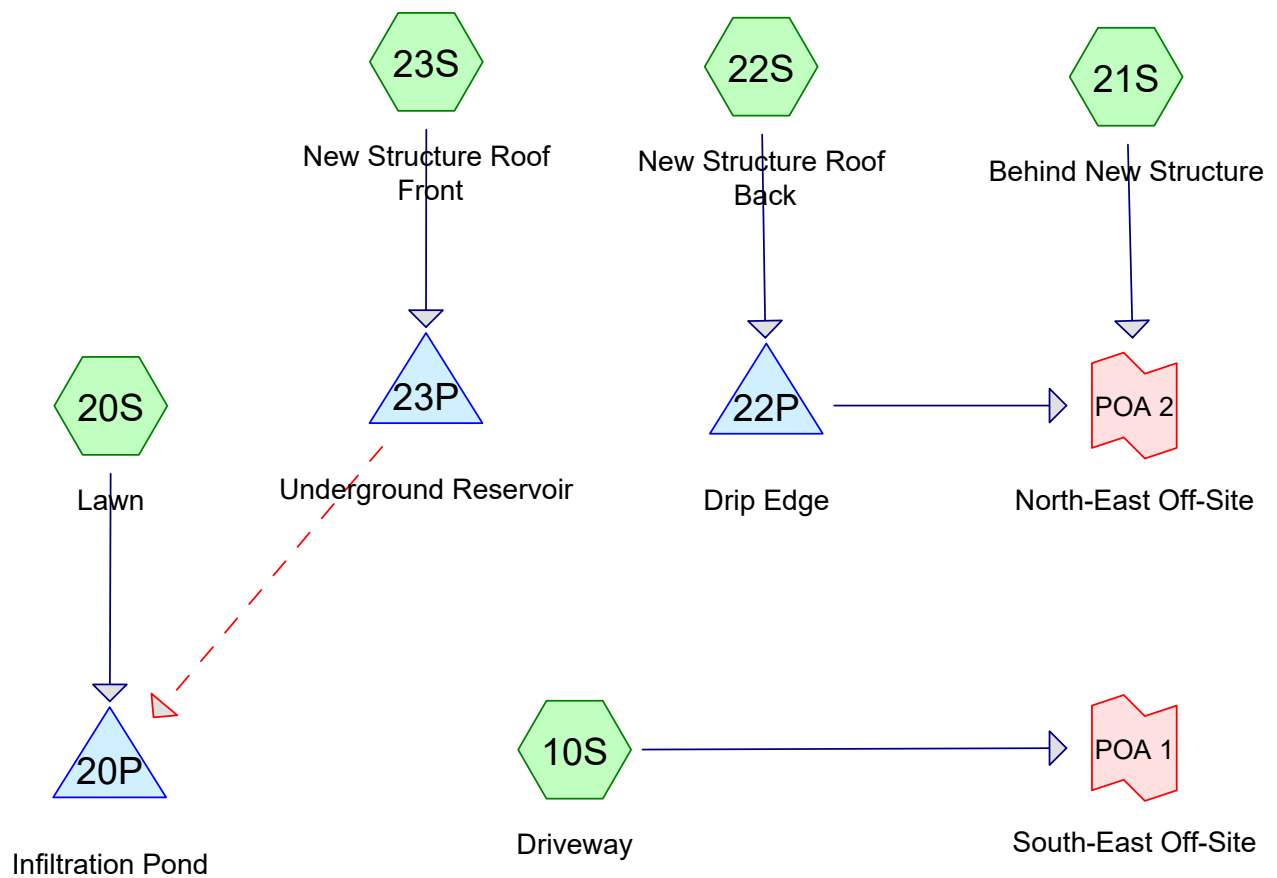 23S
New Structure Roof
Front
22S
New Structure Roof
Back
21S
Behind New Structure
20S
Lawn
23P
Underground Reservoir
22P
Drip Edge
POA 2
North-East Off-Site
20P
Infiltration Pond
10S
Driveway
POA 1
South-East Off-Site